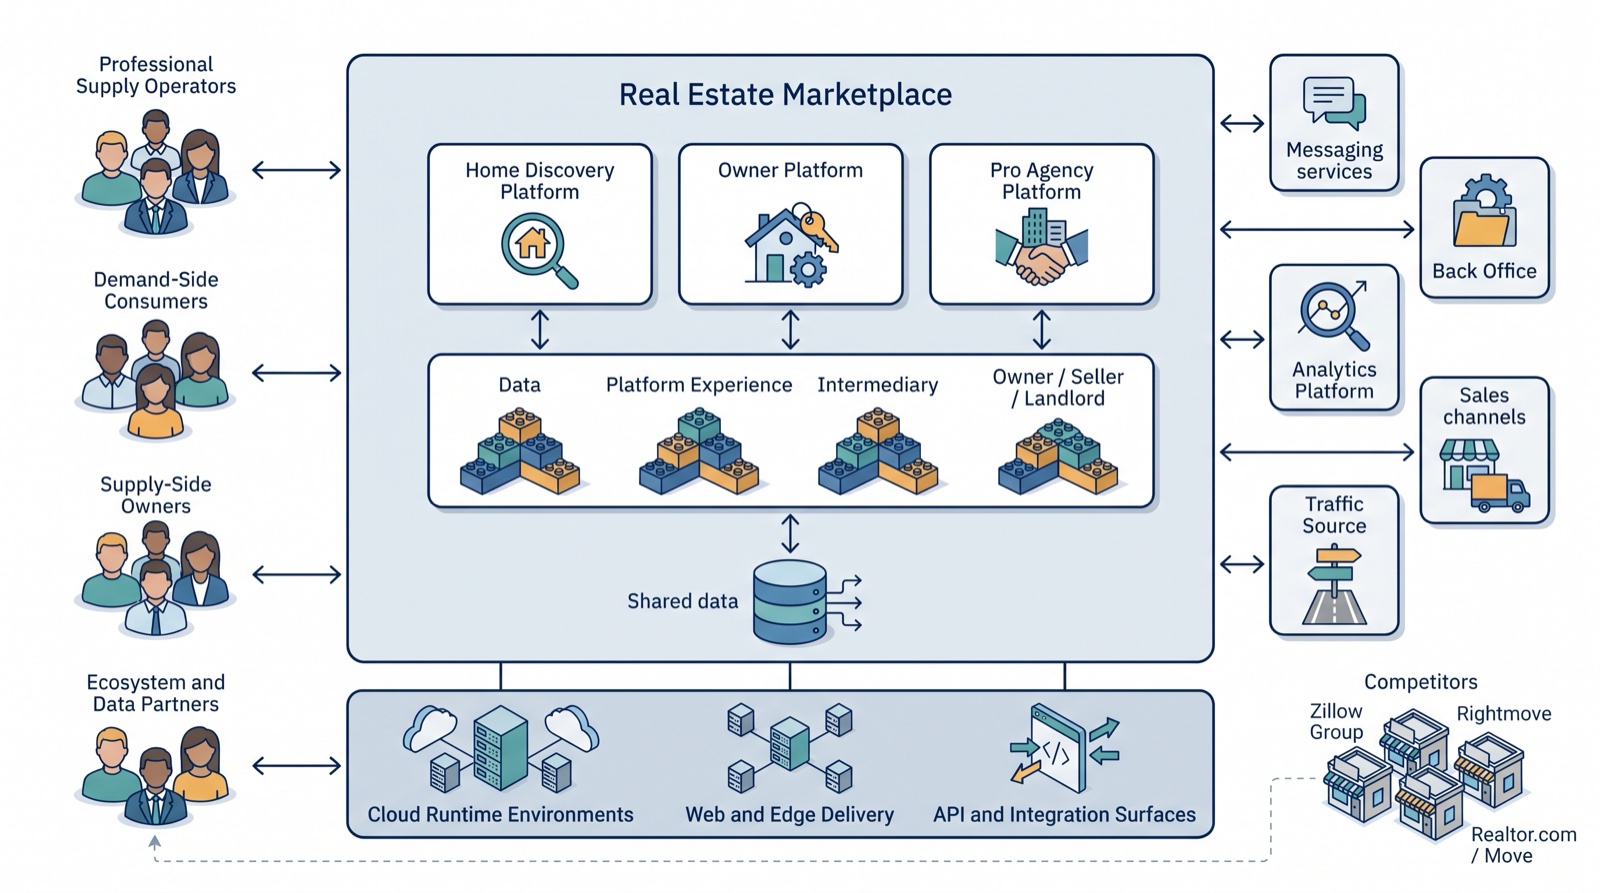 Professional
Supply Operators
Demand-Side
Consumers
Supply-Side
Owners
Ecosystem and
Data Partners
Real Estate Marketplace
Home Discovery
Platform
Owner Platform
Pro Agency
Platform
Data
Platform Experience
Intermediary
Owner / Seller
/ Landlord
Shared data
Cloud Runtime Environments
Web and Edge Delivery
API and Integration Surfaces
</>
Messaging
services
Back Office
Analytics
Platform
Sales
channels
Traffic
Source
Competitors
Zillow
Group
Rightmove
Realtor.com
/ Move